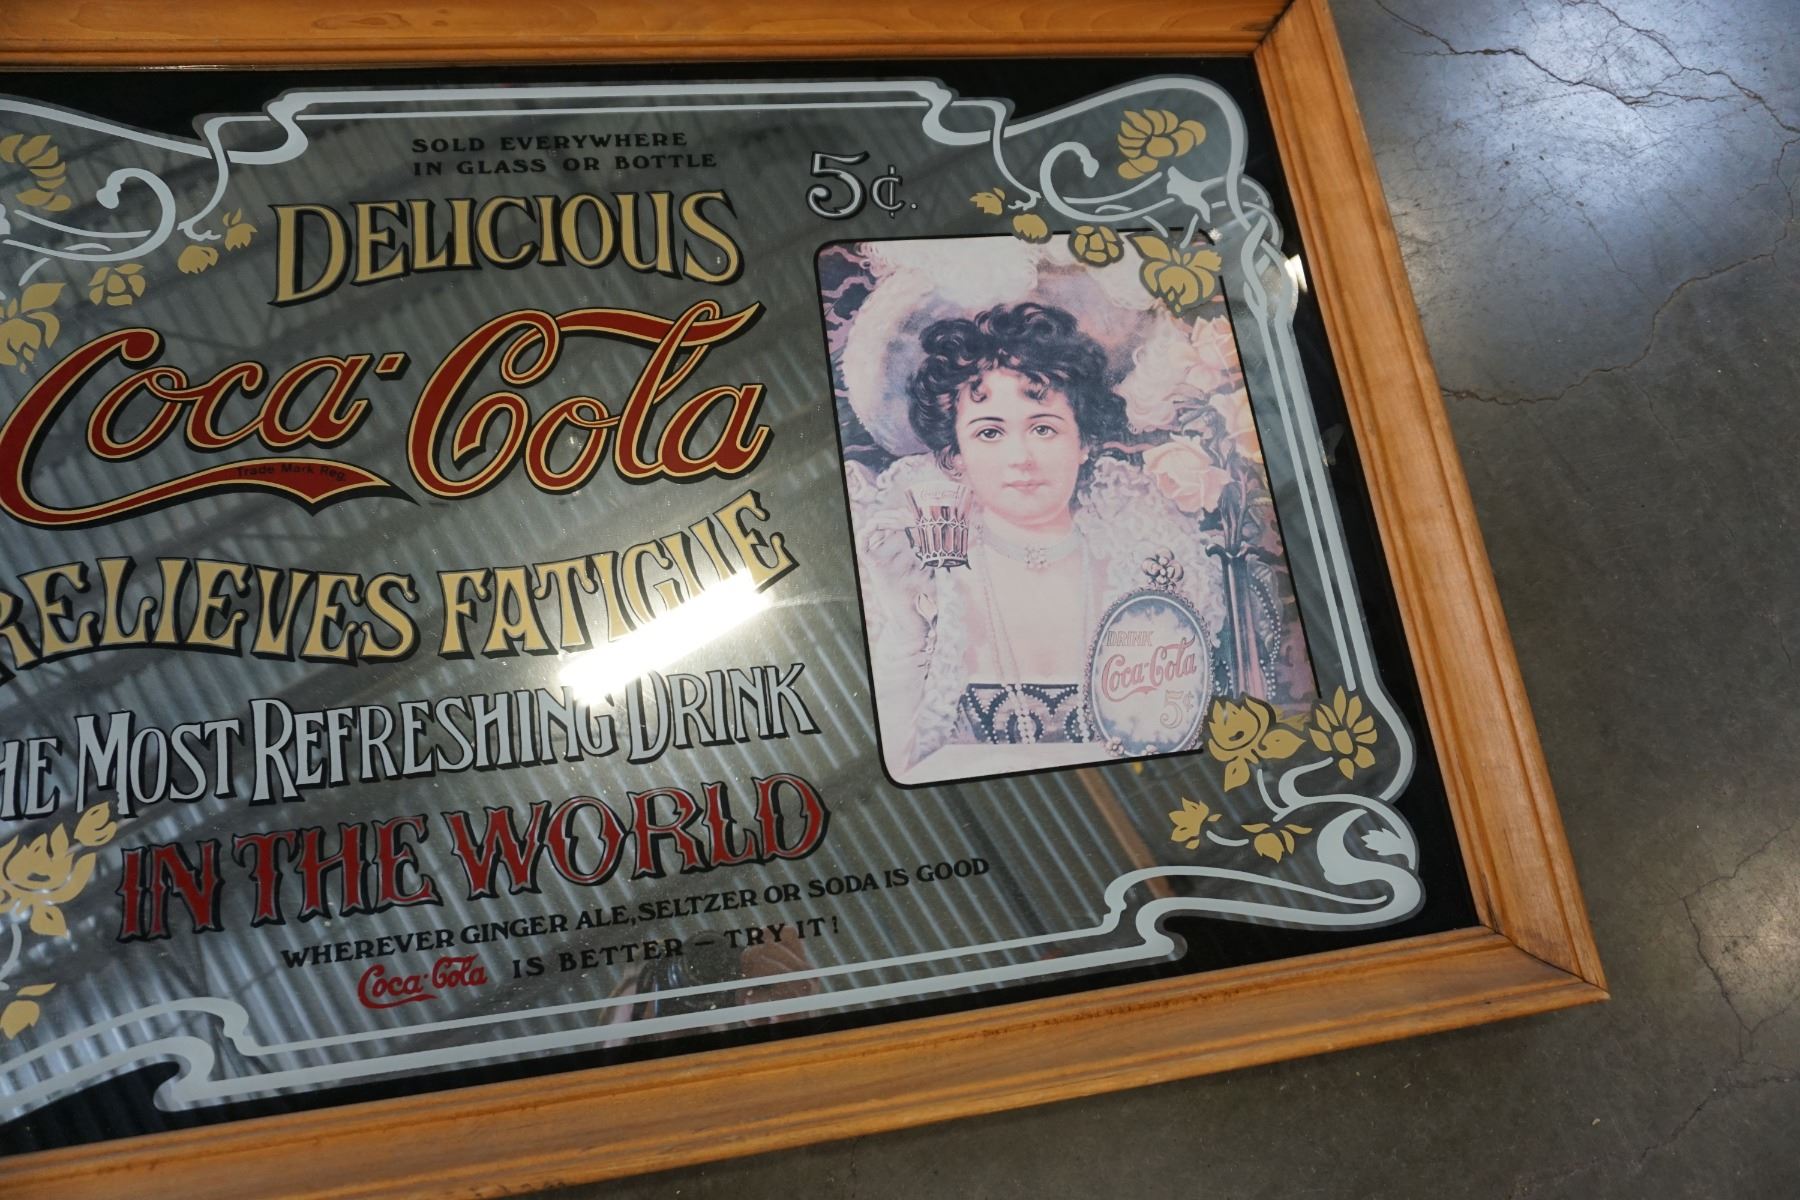 SOLD EVERYWHERE
IN GLASS OR BOTTLE
5¢.
DELICIOUS
Coca-Cola
Trade Mark Reg.
RELIEVES FATIGUE
THE MOST REFRESHING DRINK
IN THE WORLD
WHEREVER GINGER ALE, SELTZER OR SODA IS GOOD
Coca-Cola IS BETTER – TRY IT!
DRINK
Coca-Cola
5¢